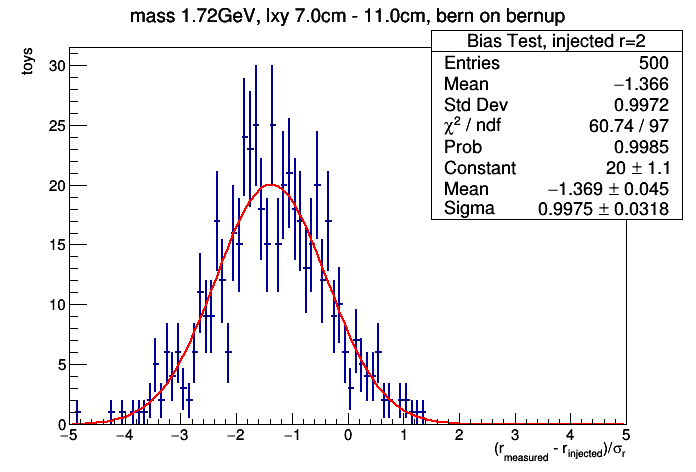 mass 1.72GeV, lxy 7.0cm - 11.0cm, bern on bernup
Bias Test, injected r=2
Entries 500
Mean −1.366
Std Dev 0.9972
χ² / ndf 60.74 / 97
Prob 0.9985
Constant 20 ± 1.1
Mean −1.369 ± 0.045
Sigma 0.9975 ± 0.0318
toys
30
25
20
15
10
5
0
−5 −4 −3 −2 −1 0 1 2 3 4 5
(r_measured - r_injected)/σ_r